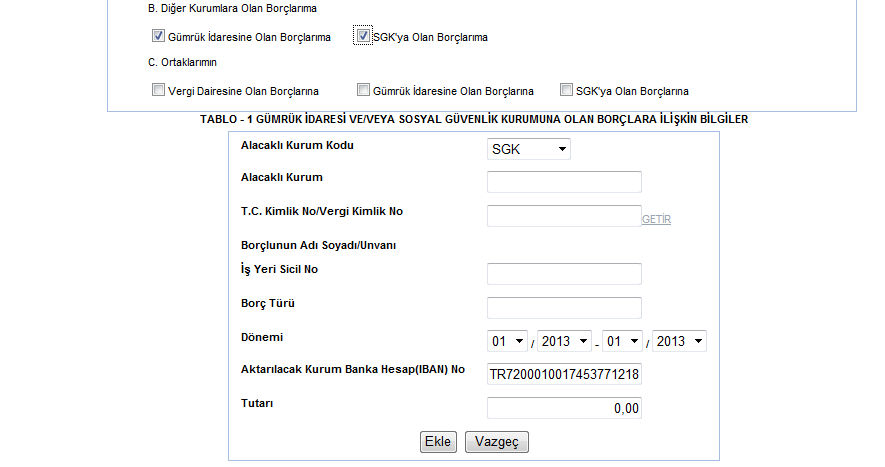 B. Diğer Kurumlara Olan Borçlarıma
Gümrük İdaresine Olan Borçlarıma SGK'ya Olan Borçlarıma
C. Ortaklarımın
Vergi Dairesine Olan Borçlarına Gümrük İdaresine Olan Borçlarına SGK'ya Olan Borçlarına
TABLO - 1 GÜMRÜK İDARESİ VE/VEYA SOSYAL GÜVENLİK KURUMUNA OLAN BORÇLARA İLİŞKİN BİLGİLER
Alacaklı Kurum Kodu SGK
Alacaklı Kurum
T.C. Kimlik No/Vergi Kimlik No GETİR
Borçlunun Adı Soyadı/Unvanı
İş Yeri Sicil No
Borç Türü
Dönemi 01 / 2013 - 01 / 2013
Aktarılacak Kurum Banka Hesap(IBAN) No TR7200010017453771218
Tutarı 0,00
Ekle Vazgeç